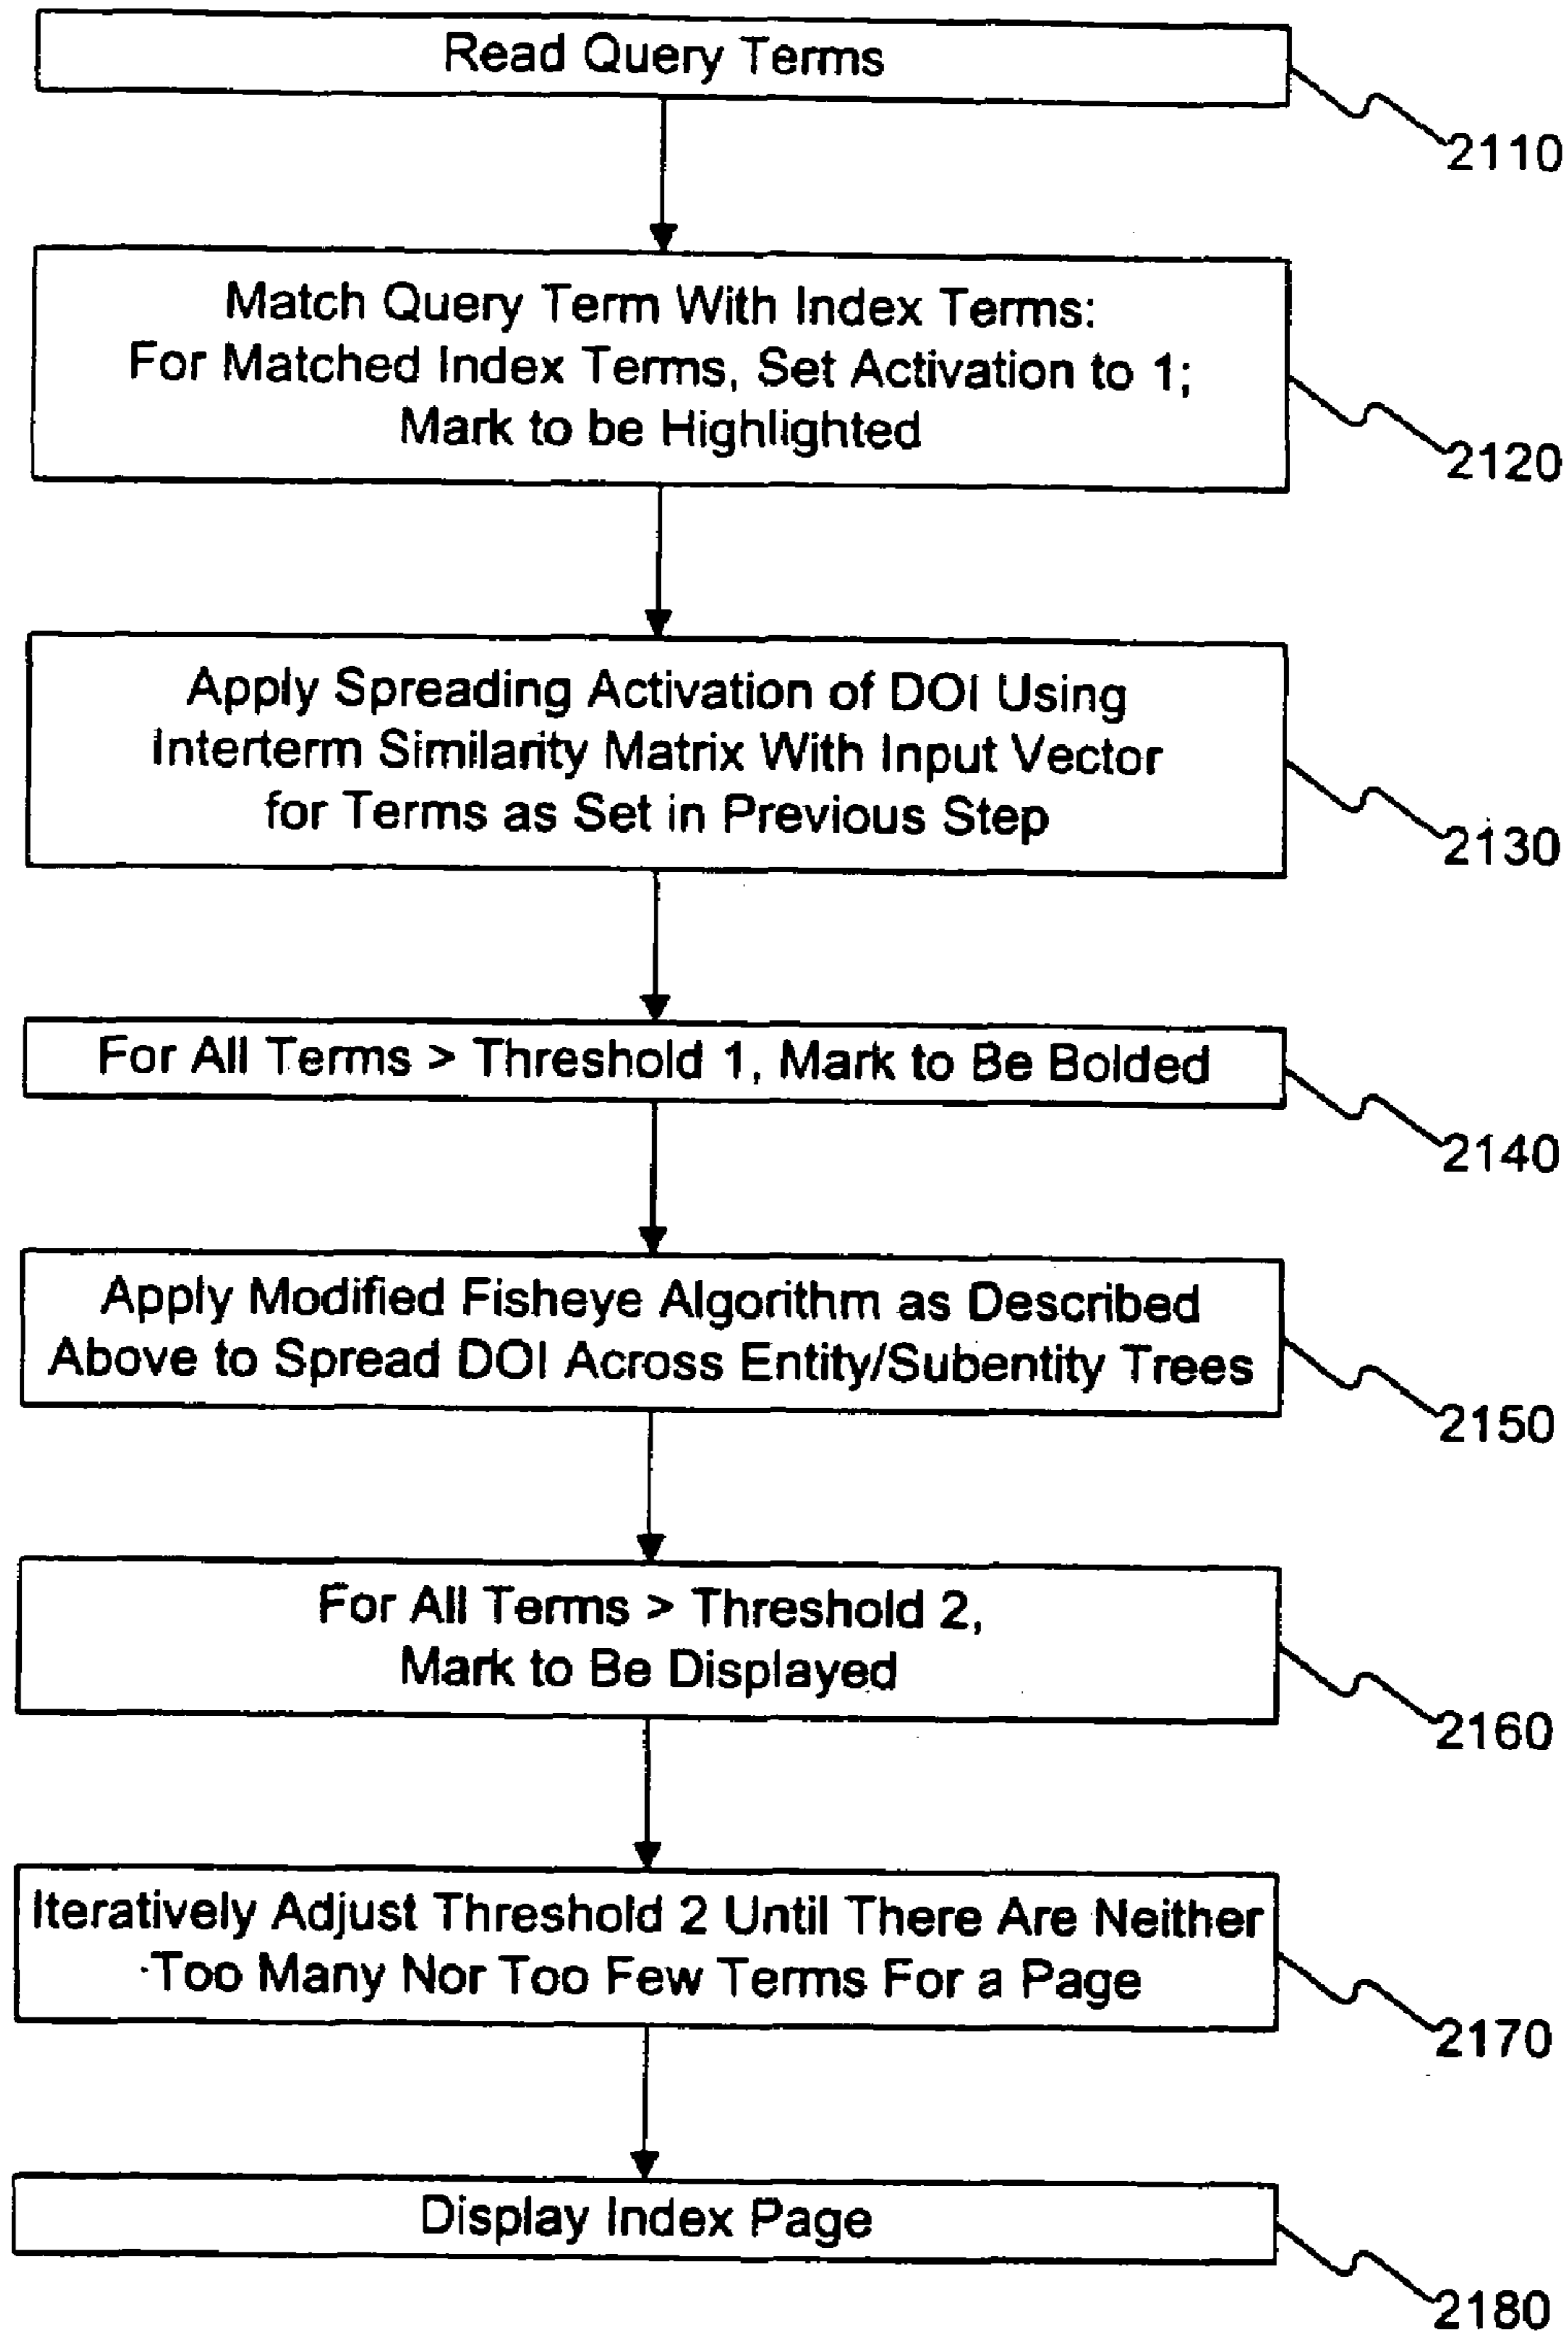 Read Query Terms
2110
Match Query Term With Index Terms:
For Matched Index Terms, Set Activation to 1;
Mark to be Highlighted
2120
Apply Spreading Activation of DOI Using
Interterm Similarity Matrix With Input Vector
for Terms as Set in Previous Step
2130
For All Terms > Threshold 1, Mark to Be Bolded
2140
Apply Modified Fisheye Algorithm as Described
Above to Spread DOI Across Entity/Subentity Trees
2150
For All Terms > Threshold 2,
Mark to Be Displayed
2160
Iteratively Adjust Threshold 2 Until There Are Neither
Too Many Nor Too Few Terms For a Page
2170
Display Index Page
2180